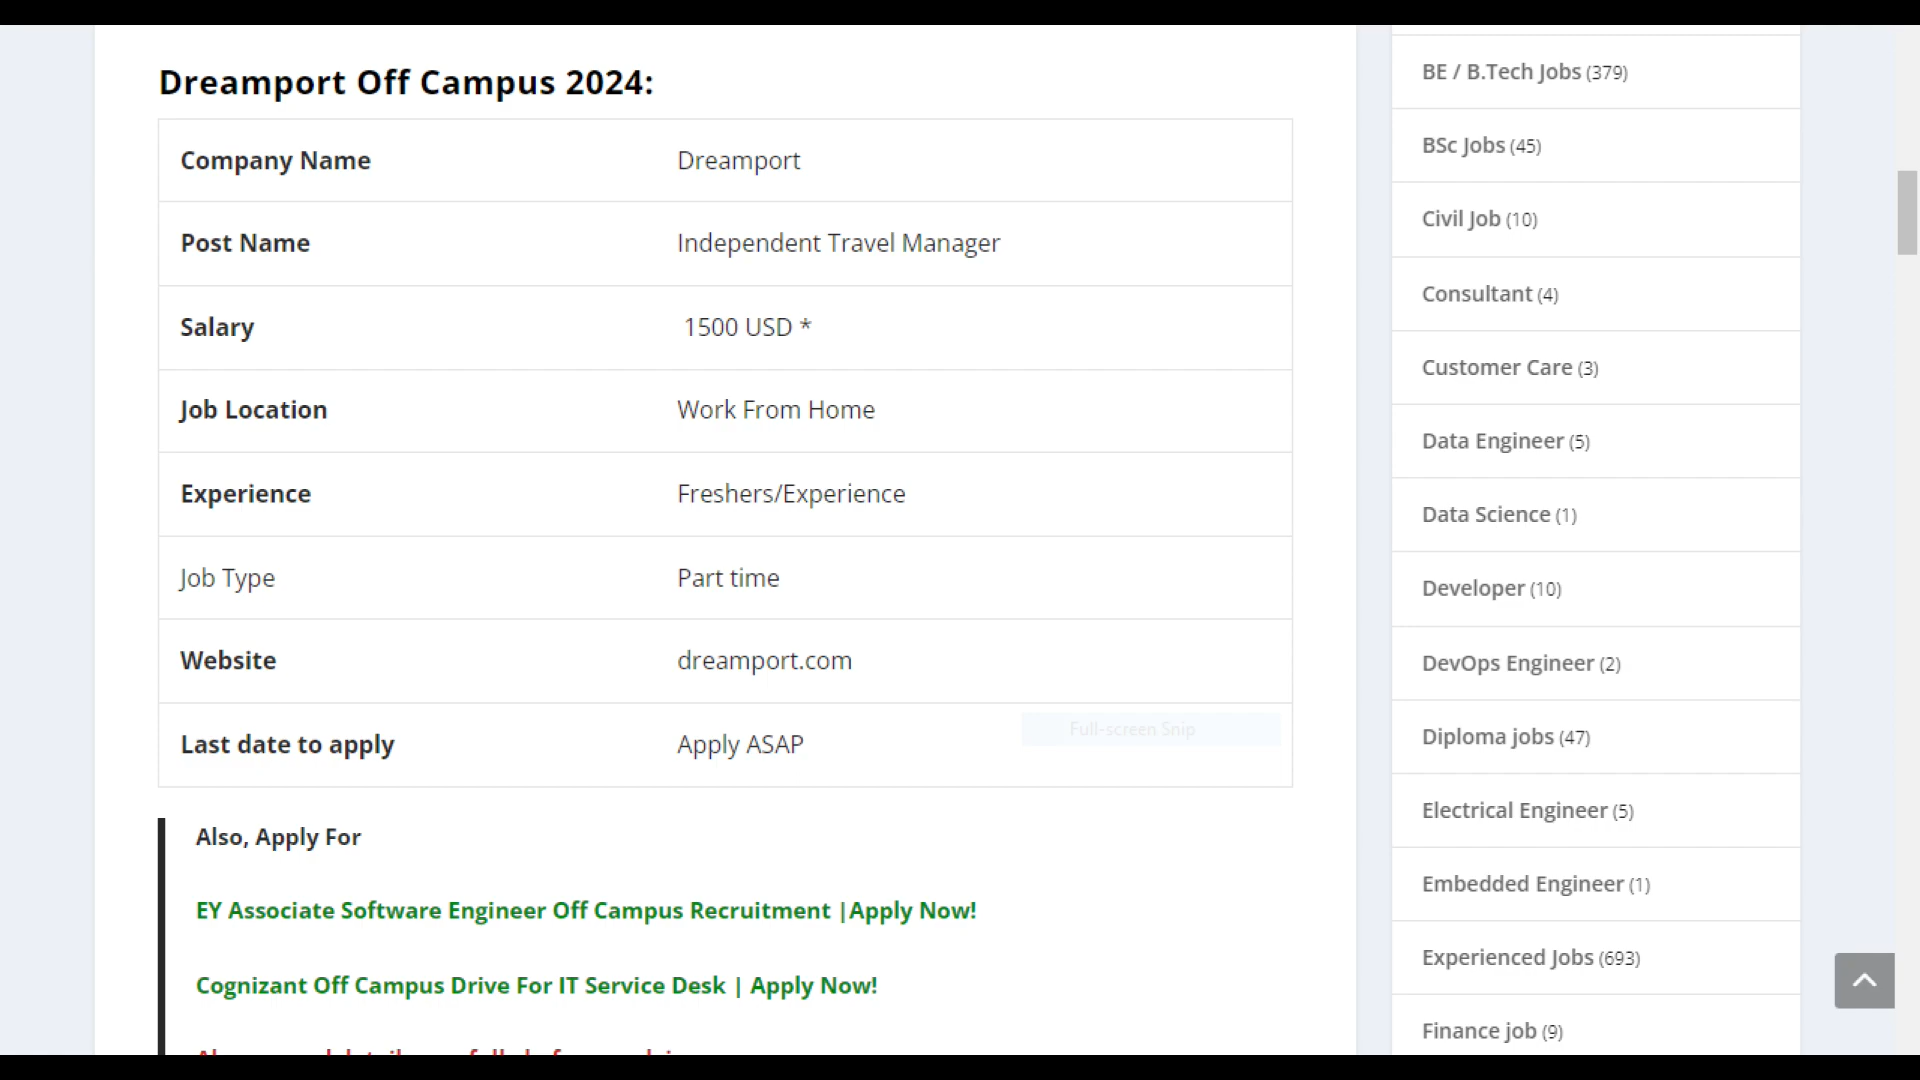 Dreamport Off Campus 2024:
Company Name Dreamport
Post Name Independent Travel Manager
Salary 1500 USD *
Job Location Work From Home
Experience Freshers/Experience
Job Type Part time
Website dreamport.com
Last date to apply Apply ASAP
Full-screen Snip
Also, Apply For
EY Associate Software Engineer Off Campus Recruitment |Apply Now!
Cognizant Off Campus Drive For IT Service Desk | Apply Now!
BE / B.Tech Jobs (379)
BSc Jobs (45)
Civil Job (10)
Consultant (4)
Customer Care (3)
Data Engineer (5)
Data Science (1)
Developer (10)
DevOps Engineer (2)
Diploma jobs (47)
Electrical Engineer (5)
Embedded Engineer (1)
Experienced Jobs (693)
Finance job (9)